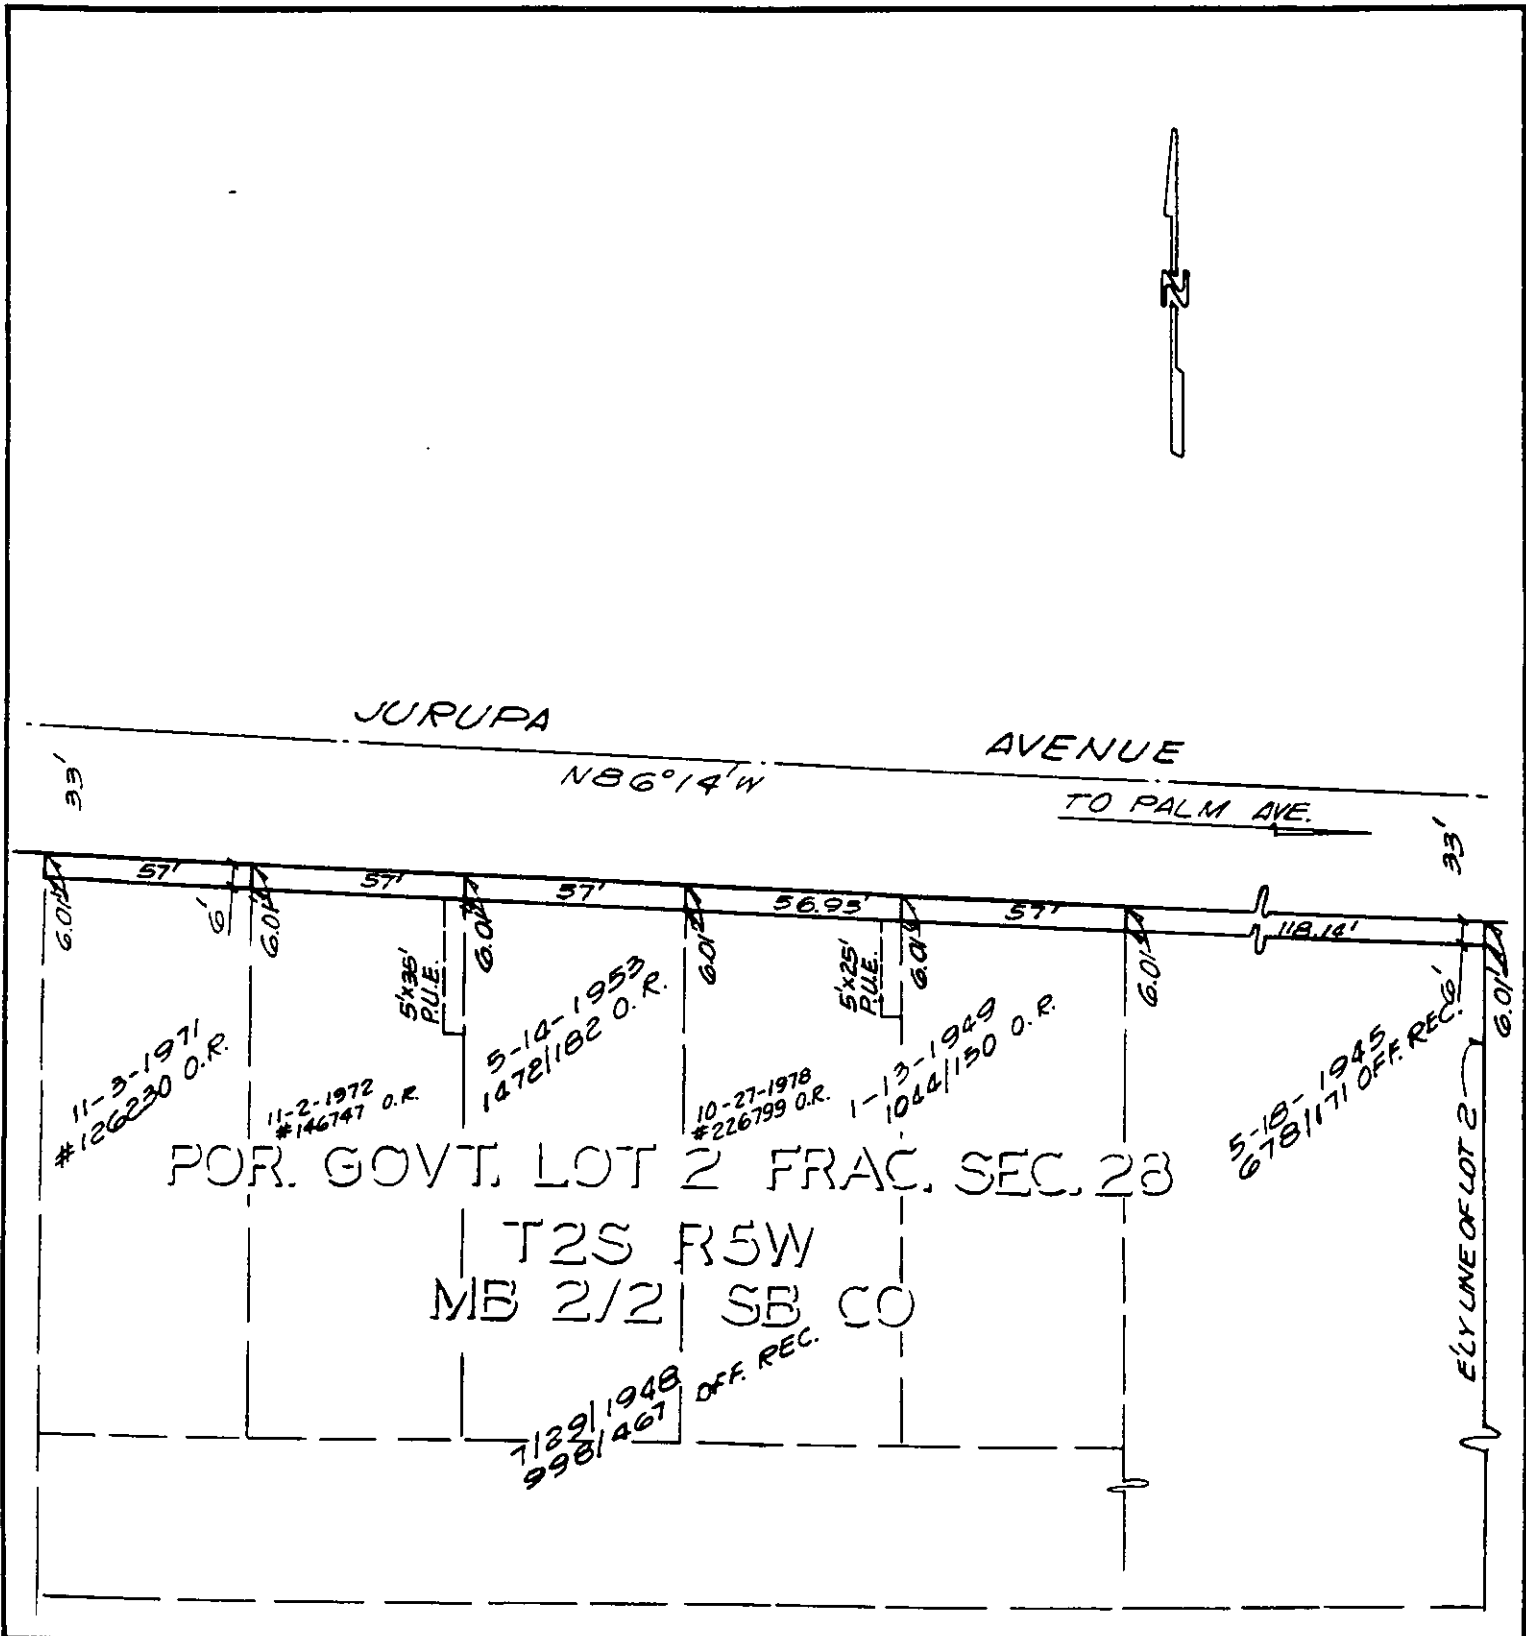 N
JURUPA AVENUE
N86°14'W
TO PALM AVE.
33'
33'
57'
57'
57'
56.93'
57'
118.14'
6.01'
6'
6.01'
6.01'
6.01'
6.01'
6.01'
6'
6.01'
5'x35'
P.U.E.
5'x25'
P.U.E.
11-3-1971
#126230 O.R.
11-2-1972
#146747 O.R.
5-14-1953
1472/182 O.R.
10-27-1978
#226799 O.R.
1-13-1949
1044/150 O.R.
5-18-1945
678/171 OFF. REC.
E'LY LINE OF LOT 2
POR. GOVT. LOT 2 FRAC. SEC. 28
T2S R5W
MB 2/2 SB CO
7/29/1948
998/467 OFF. REC.